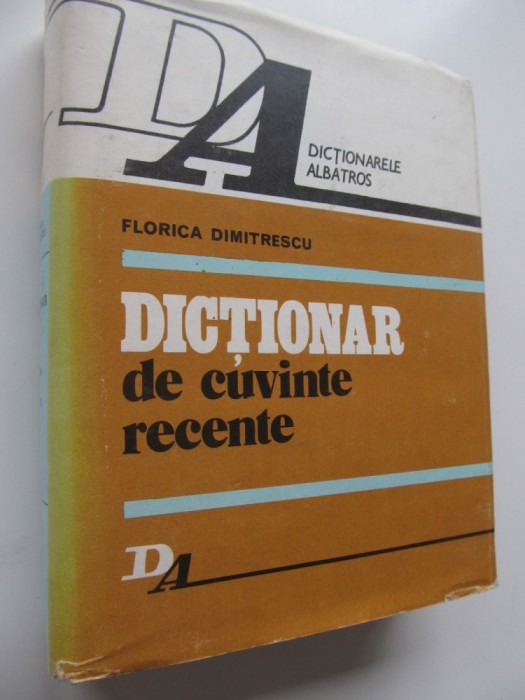 DA
DICȚIONARELE
ALBATROS
FLORICA DIMITRESCU
DICȚIONAR
de cuvinte
recente
DA